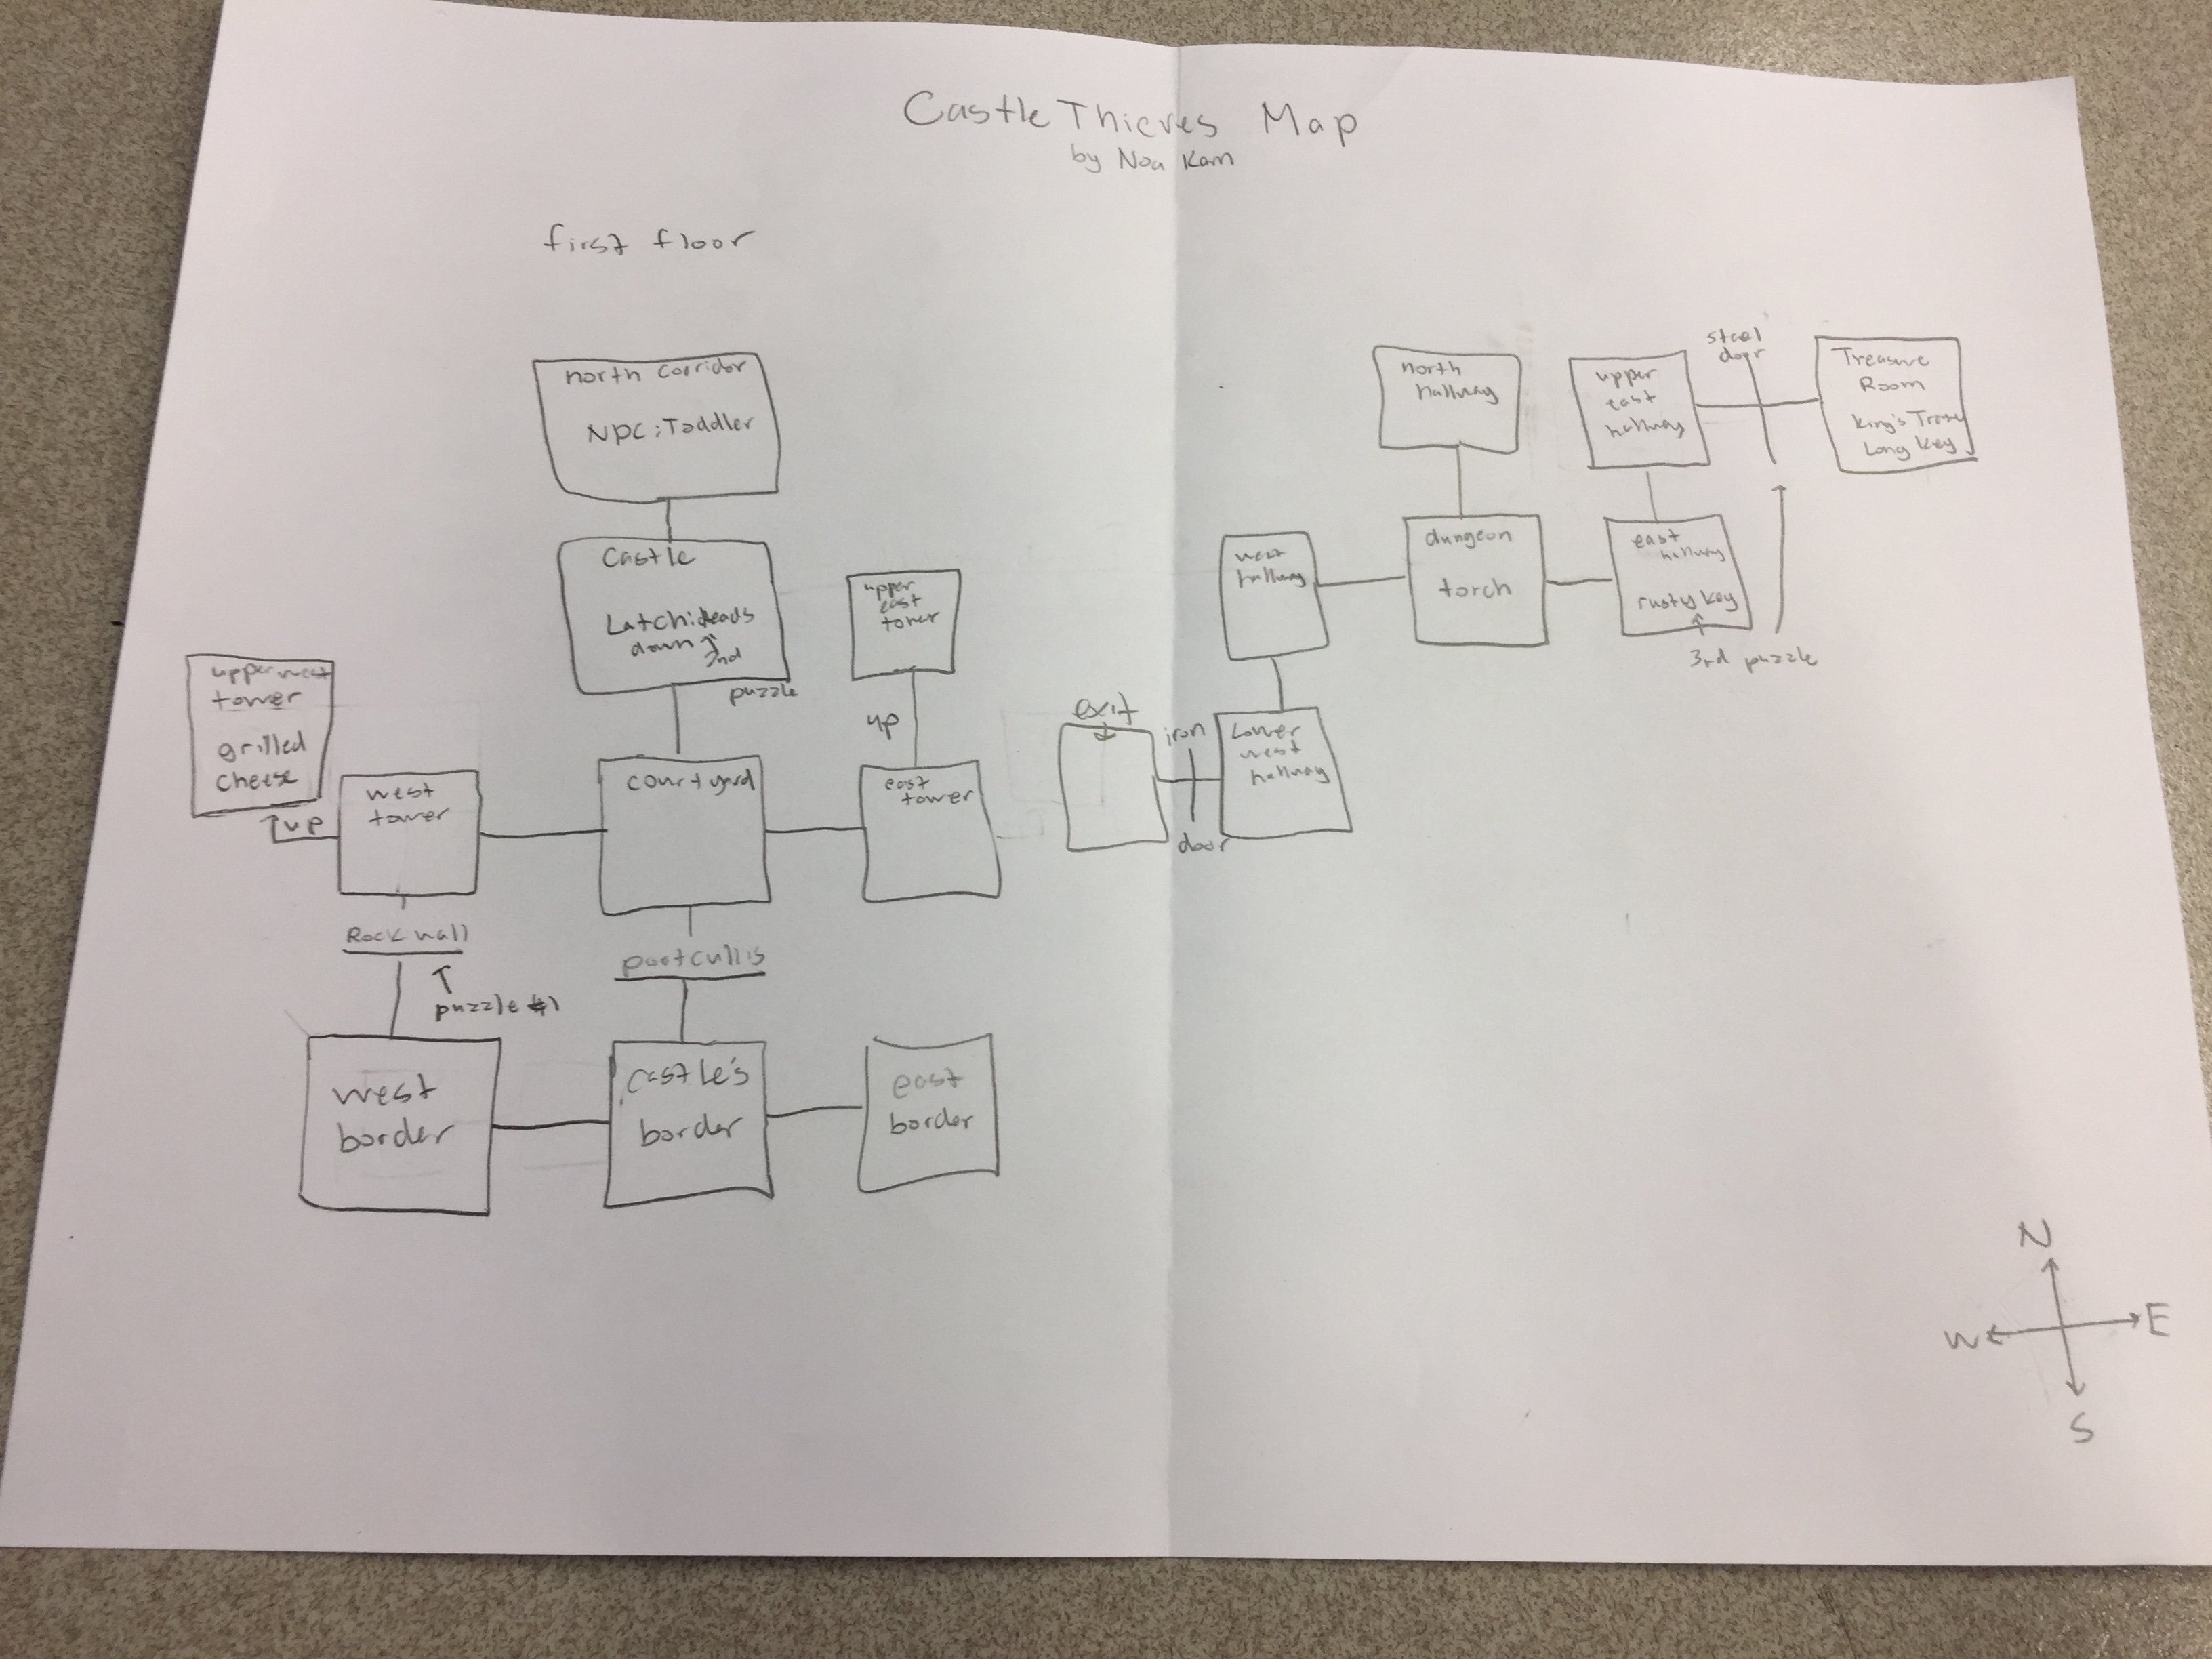 Castle Thieves Map
by Noa Kam
first floor
north corridor
NPC: Toddler
Castle
Latch: leads
down
2nd
puzzle
upper west
tower
grilled
cheese
up
west
tower
courtyard
up
upper
east
tower
east
tower
Rock wall
puzzle #1
portcullis
west
border
Castle's
border
east
border
exit
iron
door
Lower
west
hallway
west
hallway
north
hallway
dungeon
torch
upper
east
hallway
east
hallway
rusty key
3rd puzzle
steel
door
Treasure
Room
King's
Long key
N
W
E
S